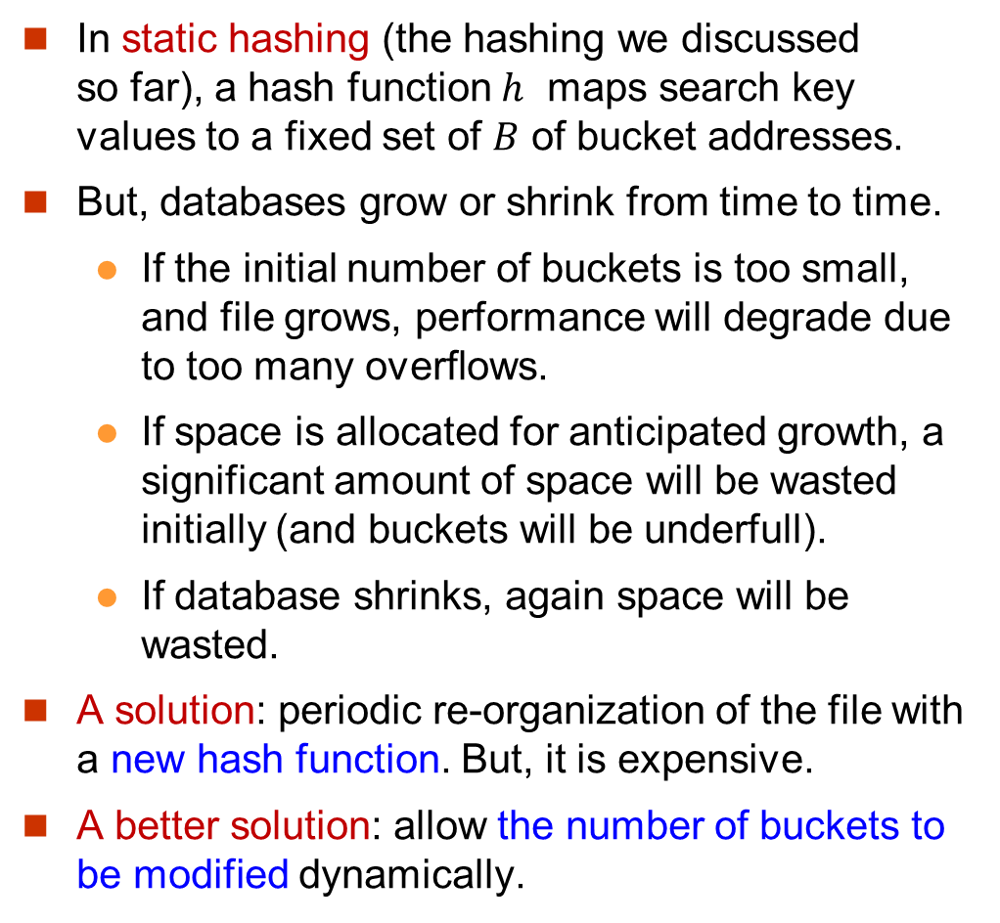 In static hashing (the hashing we discussed
so far), a hash function h maps search key
values to a fixed set of B of bucket addresses.
But, databases grow or shrink from time to time.
If the initial number of buckets is too small,
and file grows, performance will degrade due
to too many overflows.
If space is allocated for anticipated growth, a
significant amount of space will be wasted
initially (and buckets will be underfull).
If database shrinks, again space will be
wasted.
A solution: periodic re-organization of the file with
a new hash function. But, it is expensive.
A better solution: allow the number of buckets to
be modified dynamically.